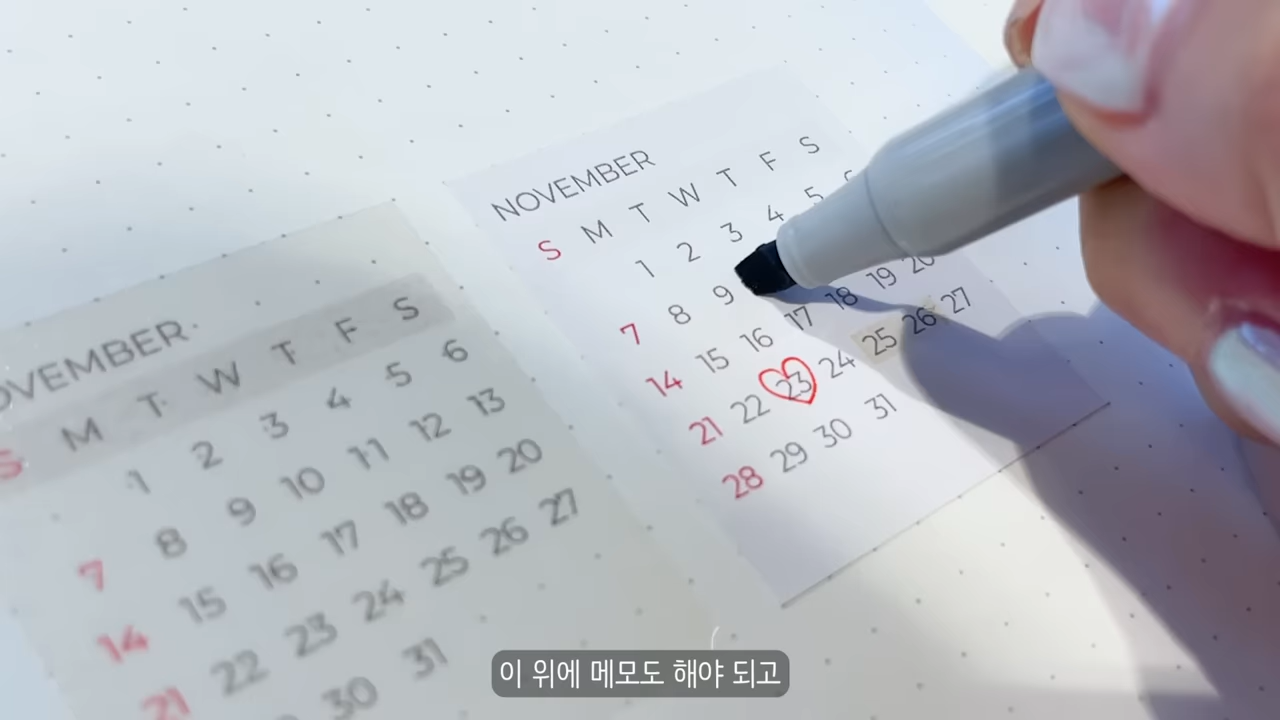 OVEMBER
S M T W T F S
1 2 3 4 5 6
7 8 9 10 11 12 13
14 15 16 17 18 19 20
21 22 23 24 25 26 27
30 31
NOVEMBER
S M T W T F S
1 2 3 4 5
7 8 9
14 15 16 17 18 19 20
21 22 23 24 25 26 27
28 29 30 31
이 위에 메모도 해야 되고